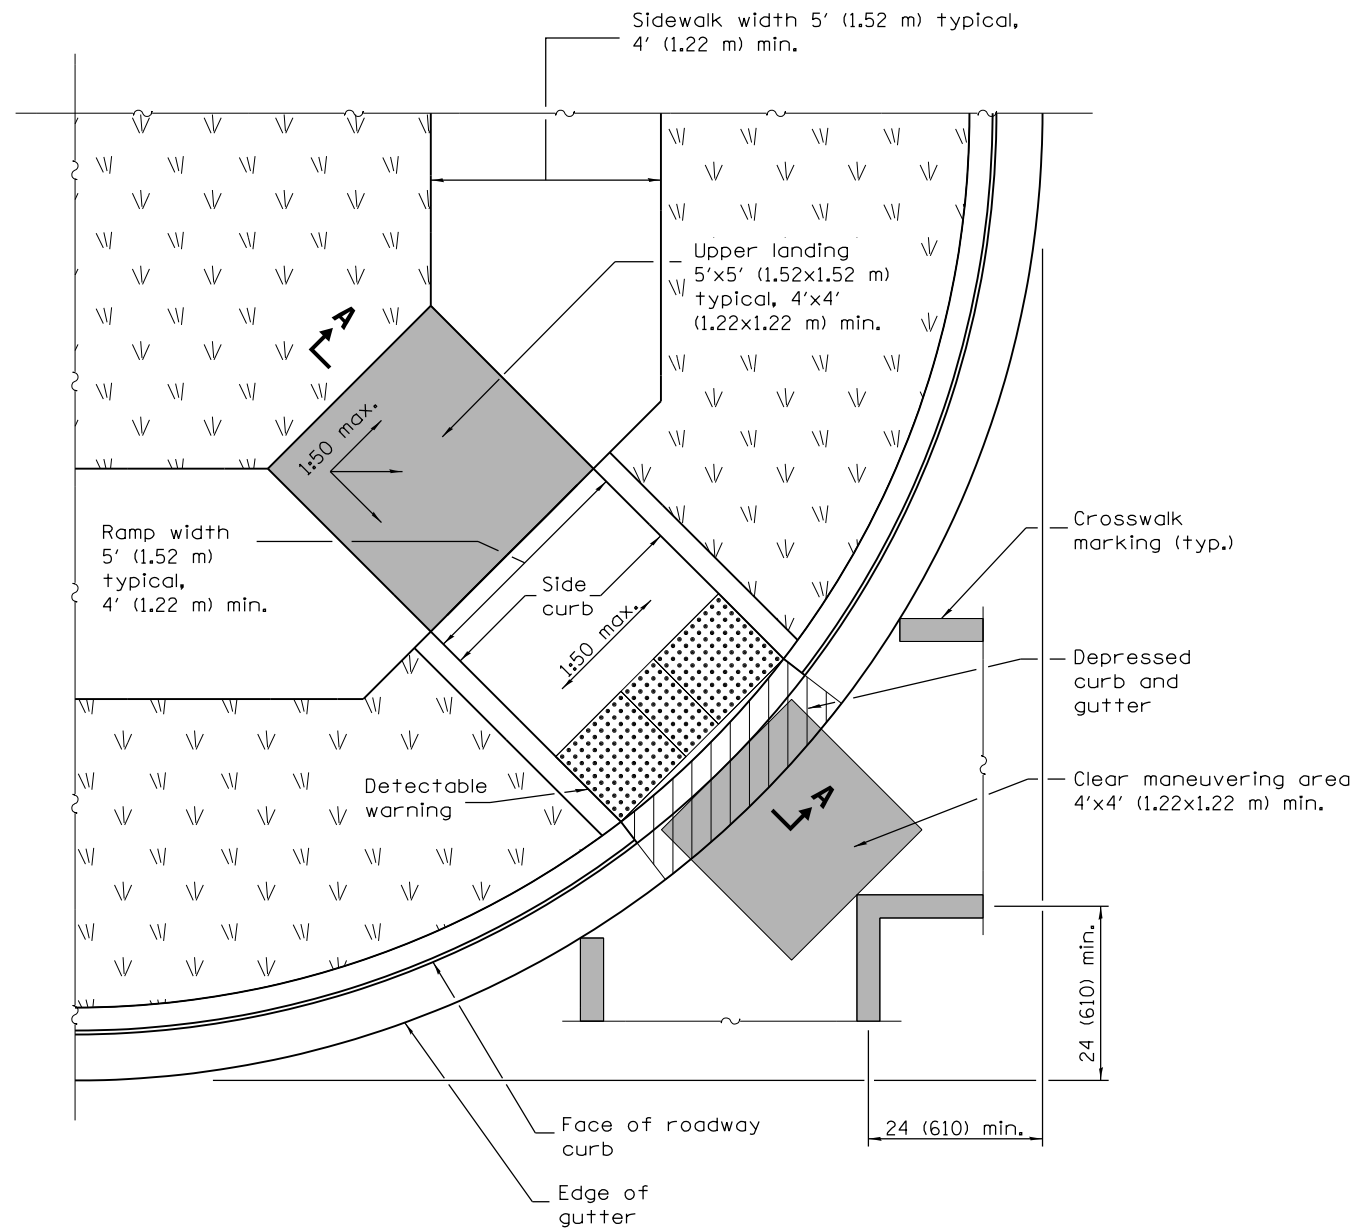 Sidewalk width 5' (1.52 m) typical,
4' (1.22 m) min.
Upper landing
5'x5' (1.52x1.52 m)
typical, 4'x4'
(1.22x1.22 m) min.
A
1:50 max.
Ramp width
5' (1.52 m)
typical,
4' (1.22 m) min.
Side
curb
1:50 max.
Crosswalk
marking (typ.)
Depressed
curb and
gutter
Detectable
warning
Clear maneuvering area
4'x4' (1.22x1.22 m) min.
A
24 (610) min.
24 (610) min.
Face of roadway
curb
Edge of
gutter